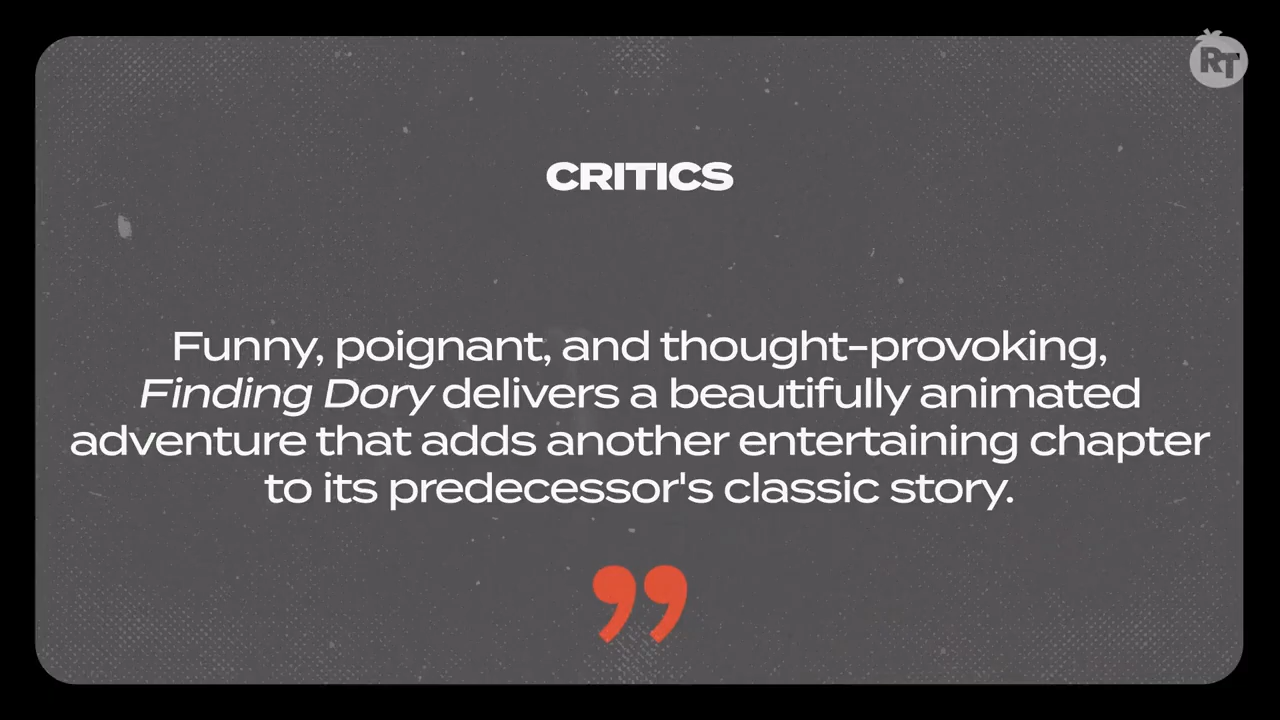 RT
CRITICS
Funny, poignant, and thought-provoking,
Finding Dory delivers a beautifully animated
adventure that adds another entertaining chapter
to its predecessor's classic story.
”